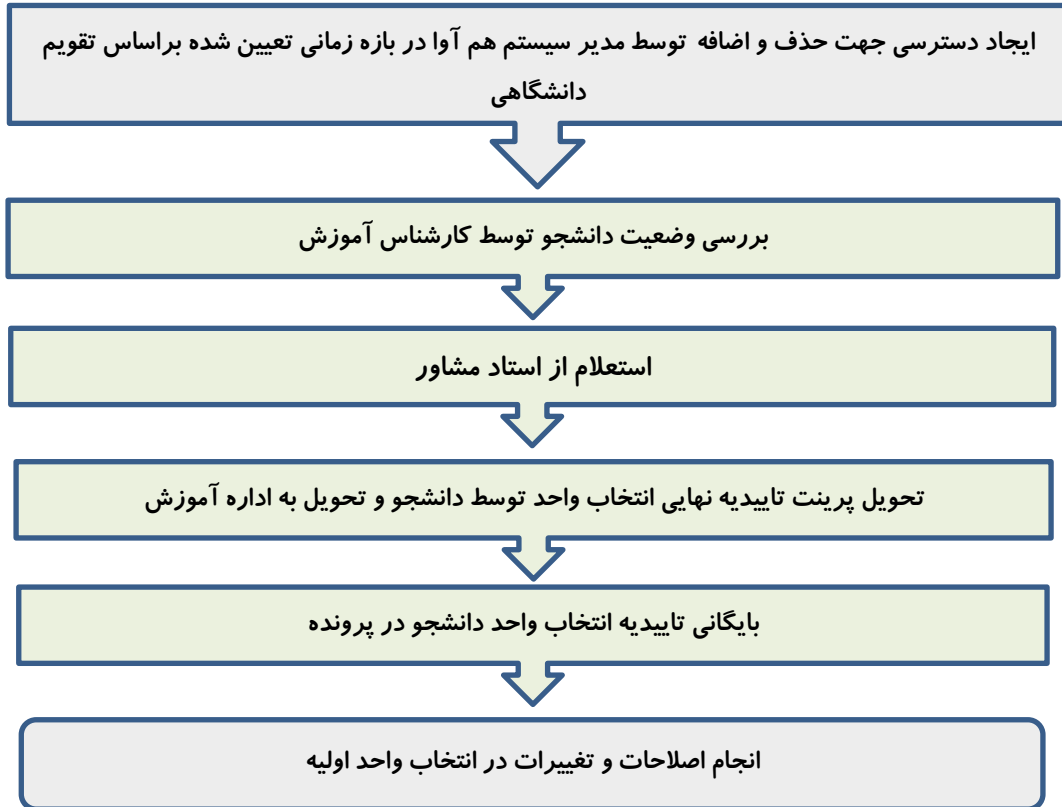 ایجاد دسترسی جهت حذف و اضافه توسط مدیر سیستم هم آوا در بازه زمانی تعیین شده براساس تقویم
دانشگاهی
بررسی وضعیت دانشجو توسط کارشناس آموزش
استعلام از استاد مشاور
تحویل پرینت تاییدیه نهایی انتخاب واحد توسط دانشجو و تحویل به اداره آموزش
بایگانی تاییدیه انتخاب واحد دانشجو در پرونده
انجام اصلاحات و تغییرات در انتخاب واحد اولیه